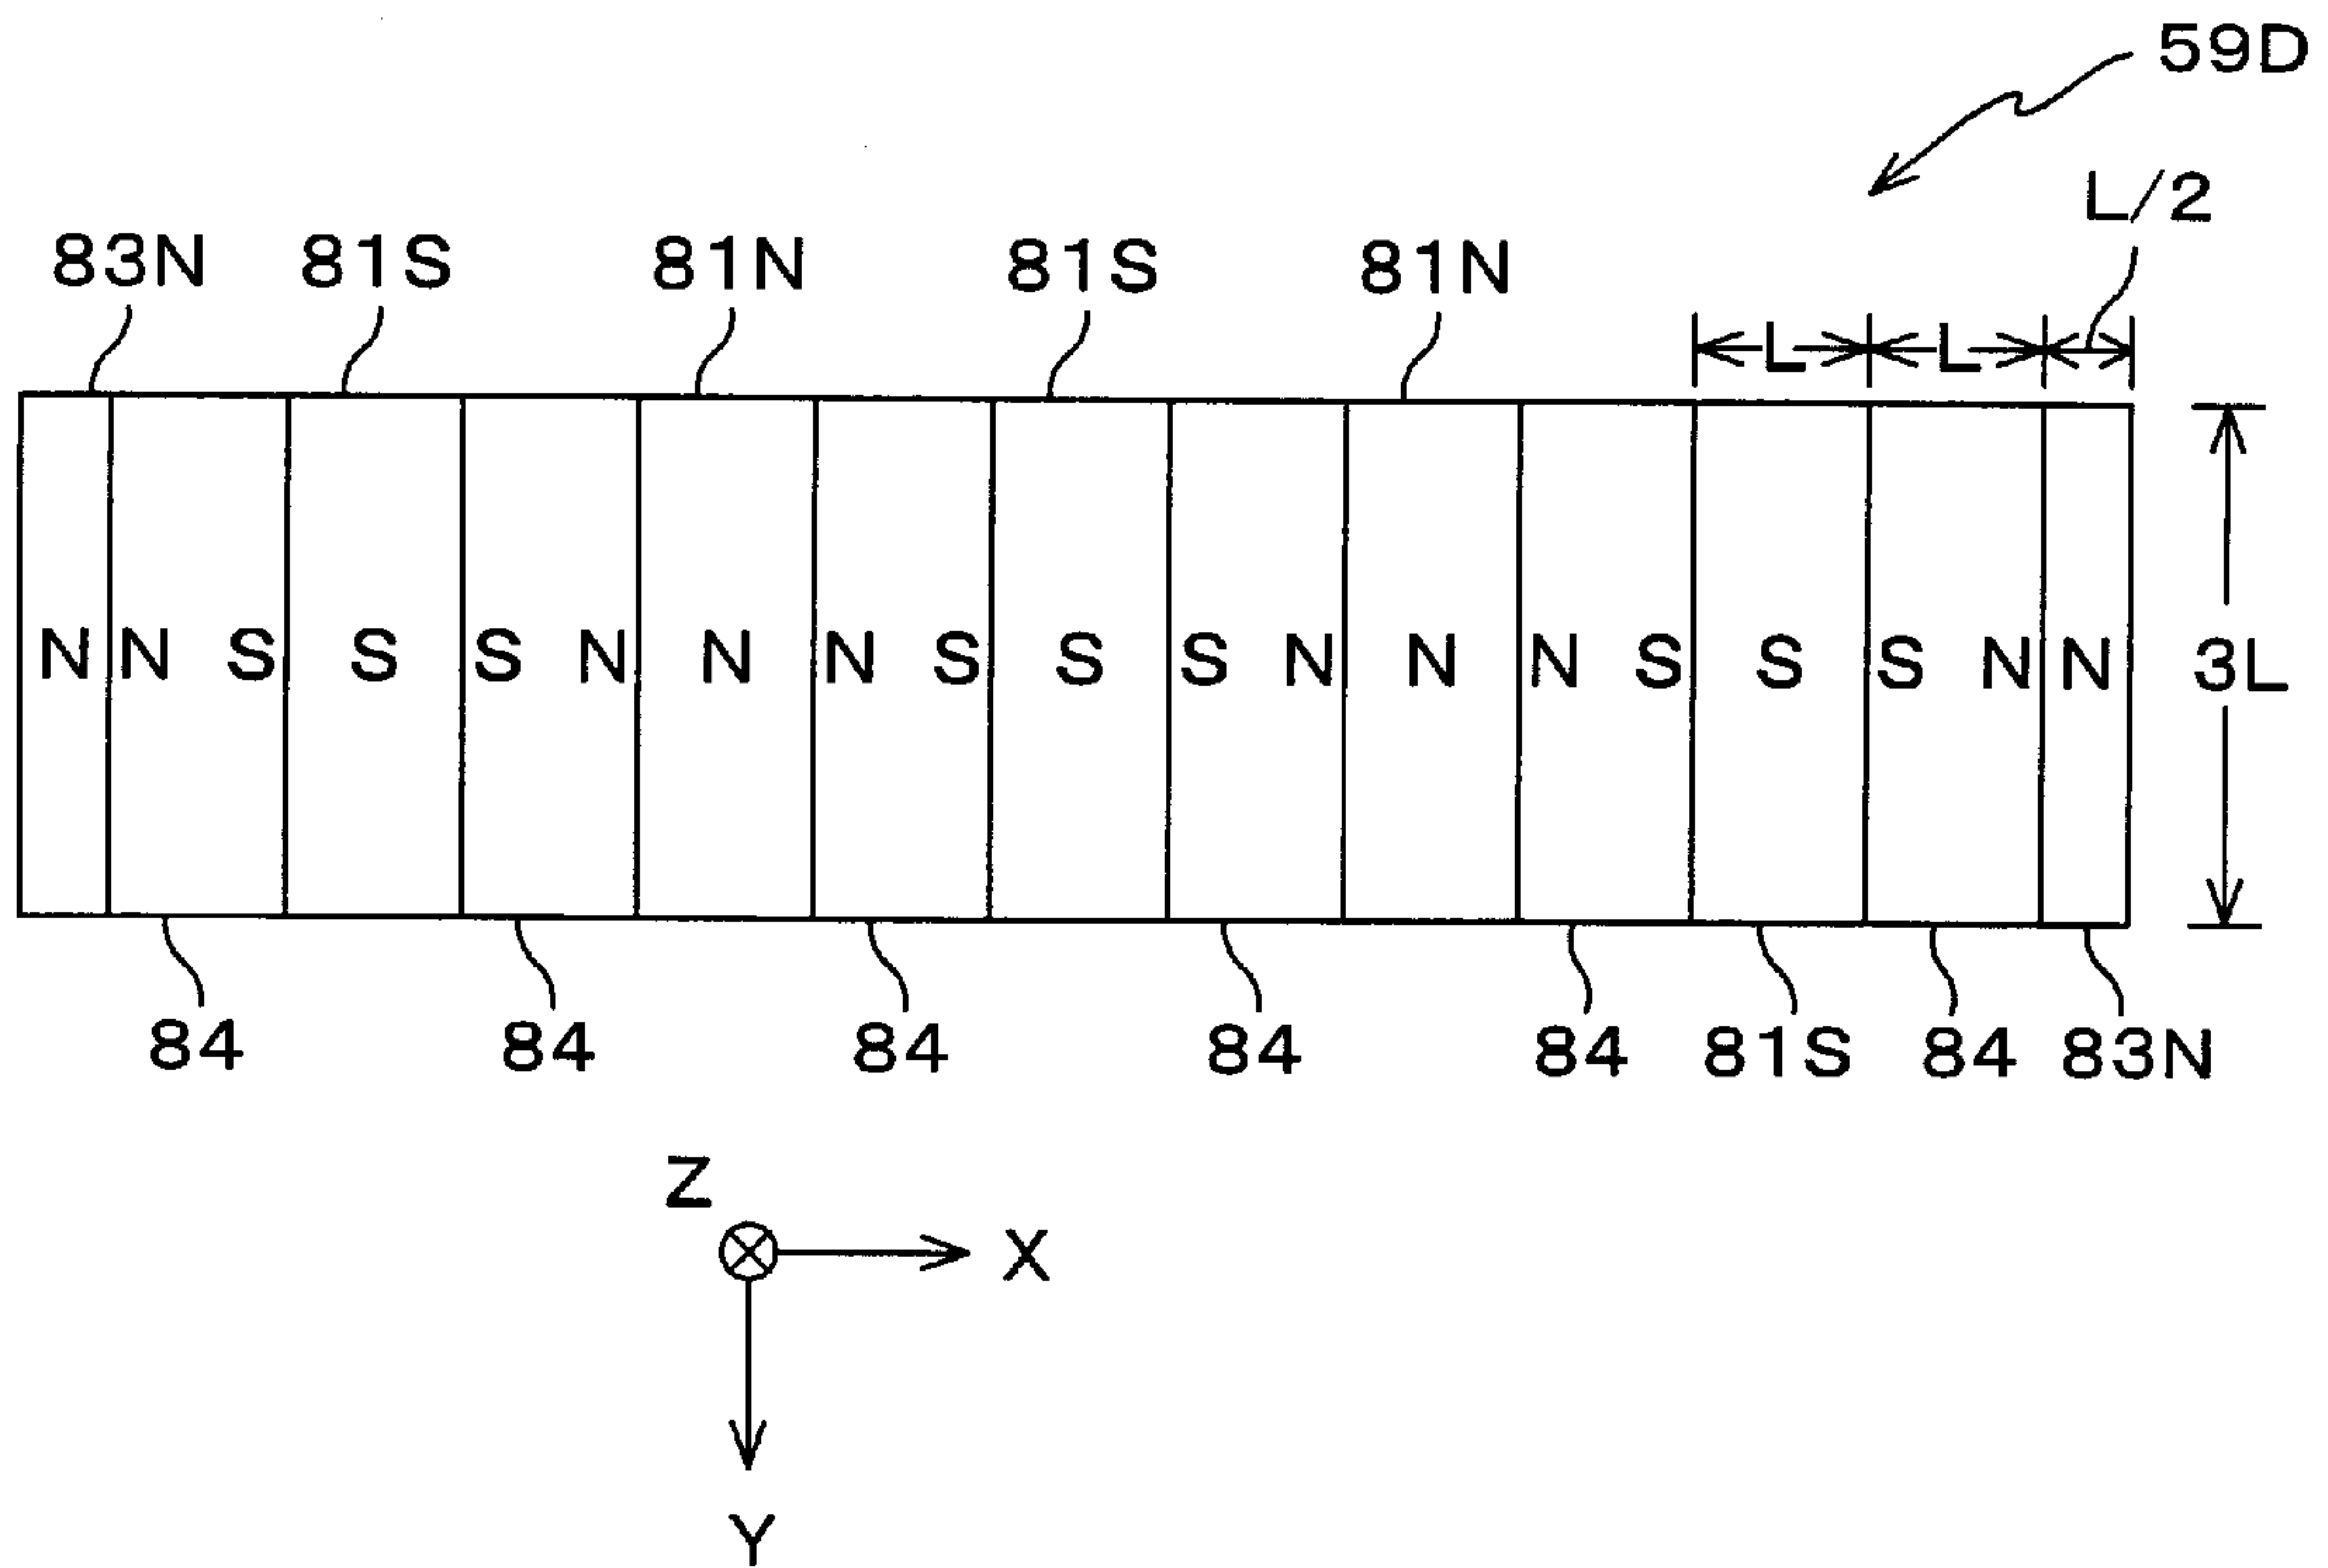 59D
L/2
83N 81S 81N 81S 81N
L L
N N S S S N N N S S S N N N S S S N N
3L
84 84 84 84 84 81S 84 83N
Z
X
Y